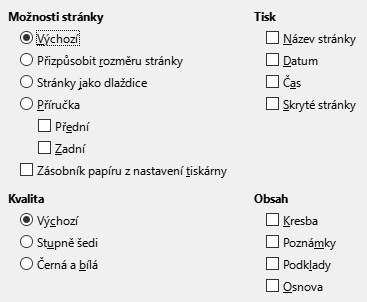 Možnosti stránky
Výchozí
Přizpůsobit rozměru stránky
Stránky jako dlaždice
Příručka
Přední
Zadní
Zásobník papíru z nastavení tiskárny
Tisk
Název stránky
Datum
Čas
Skryté stránky
Kvalita
Výchozí
Stupně šedi
Černá a bílá
Obsah
Kresba
Poznámky
Podklady
Osnova